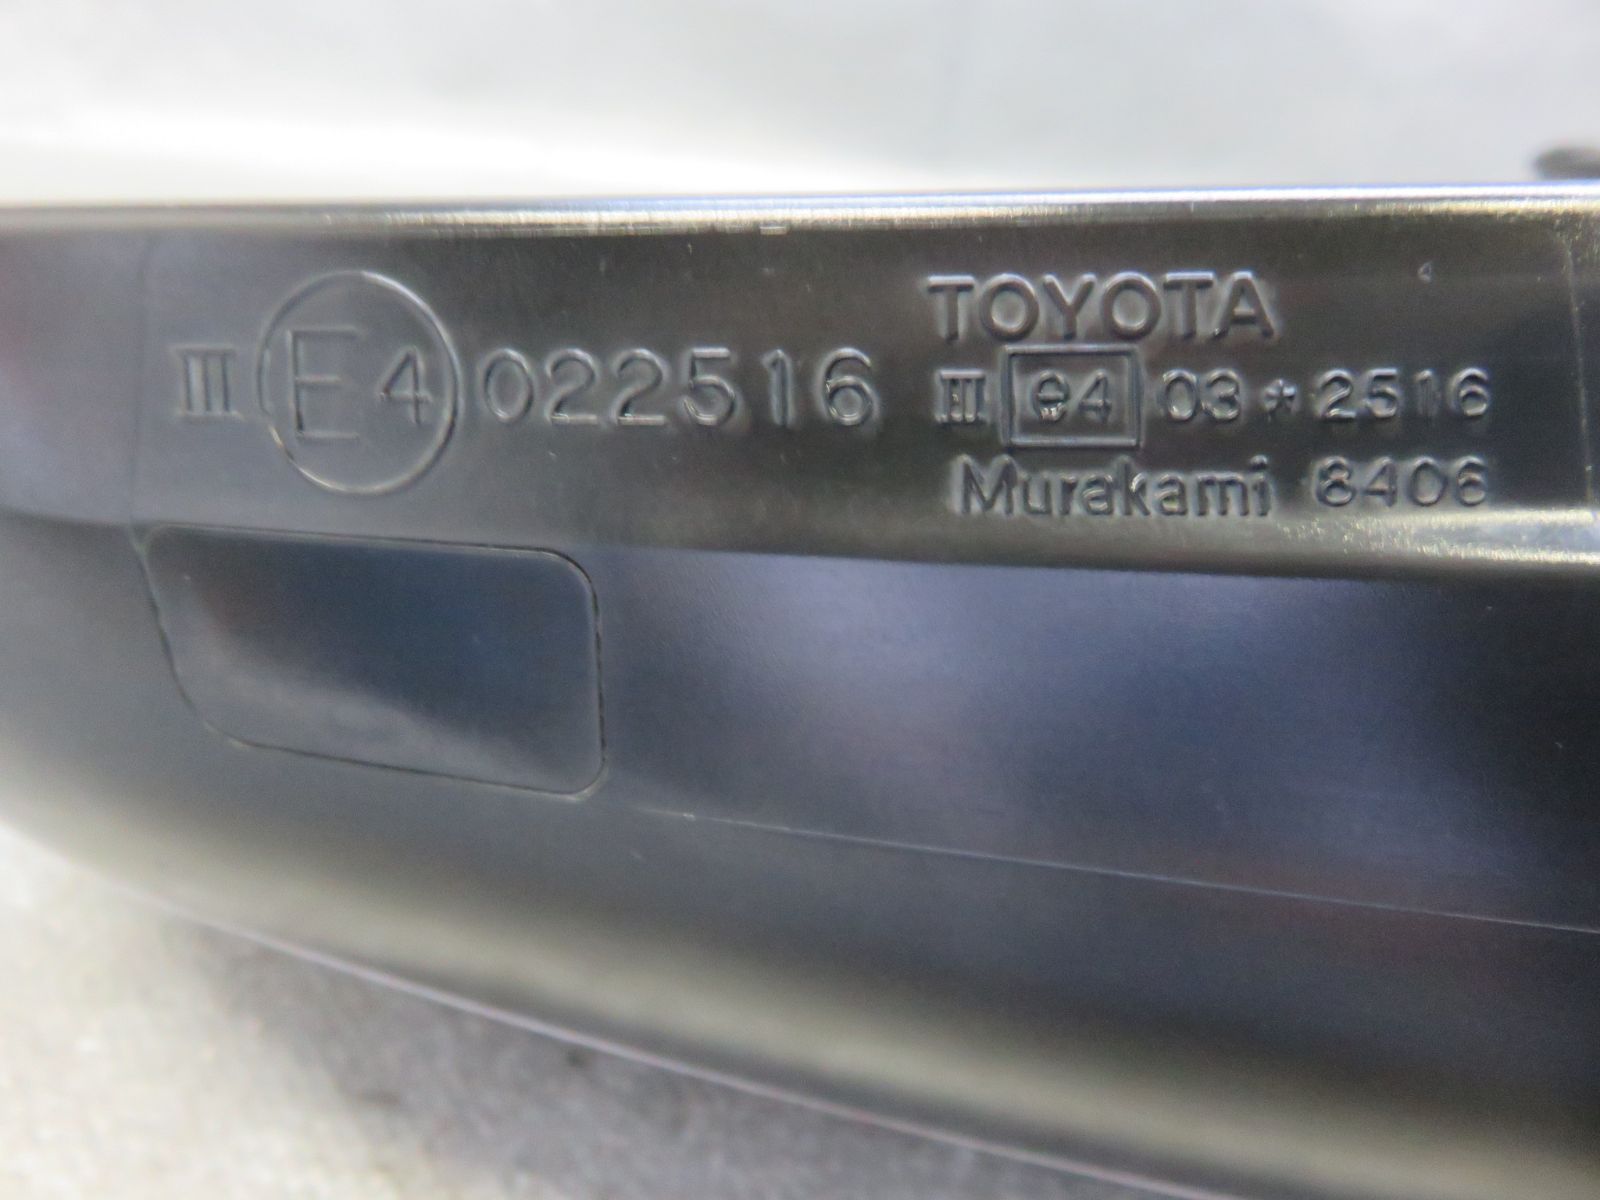 III E4 022516
TOYOTA
III e4 03*2516
Murakami 8406